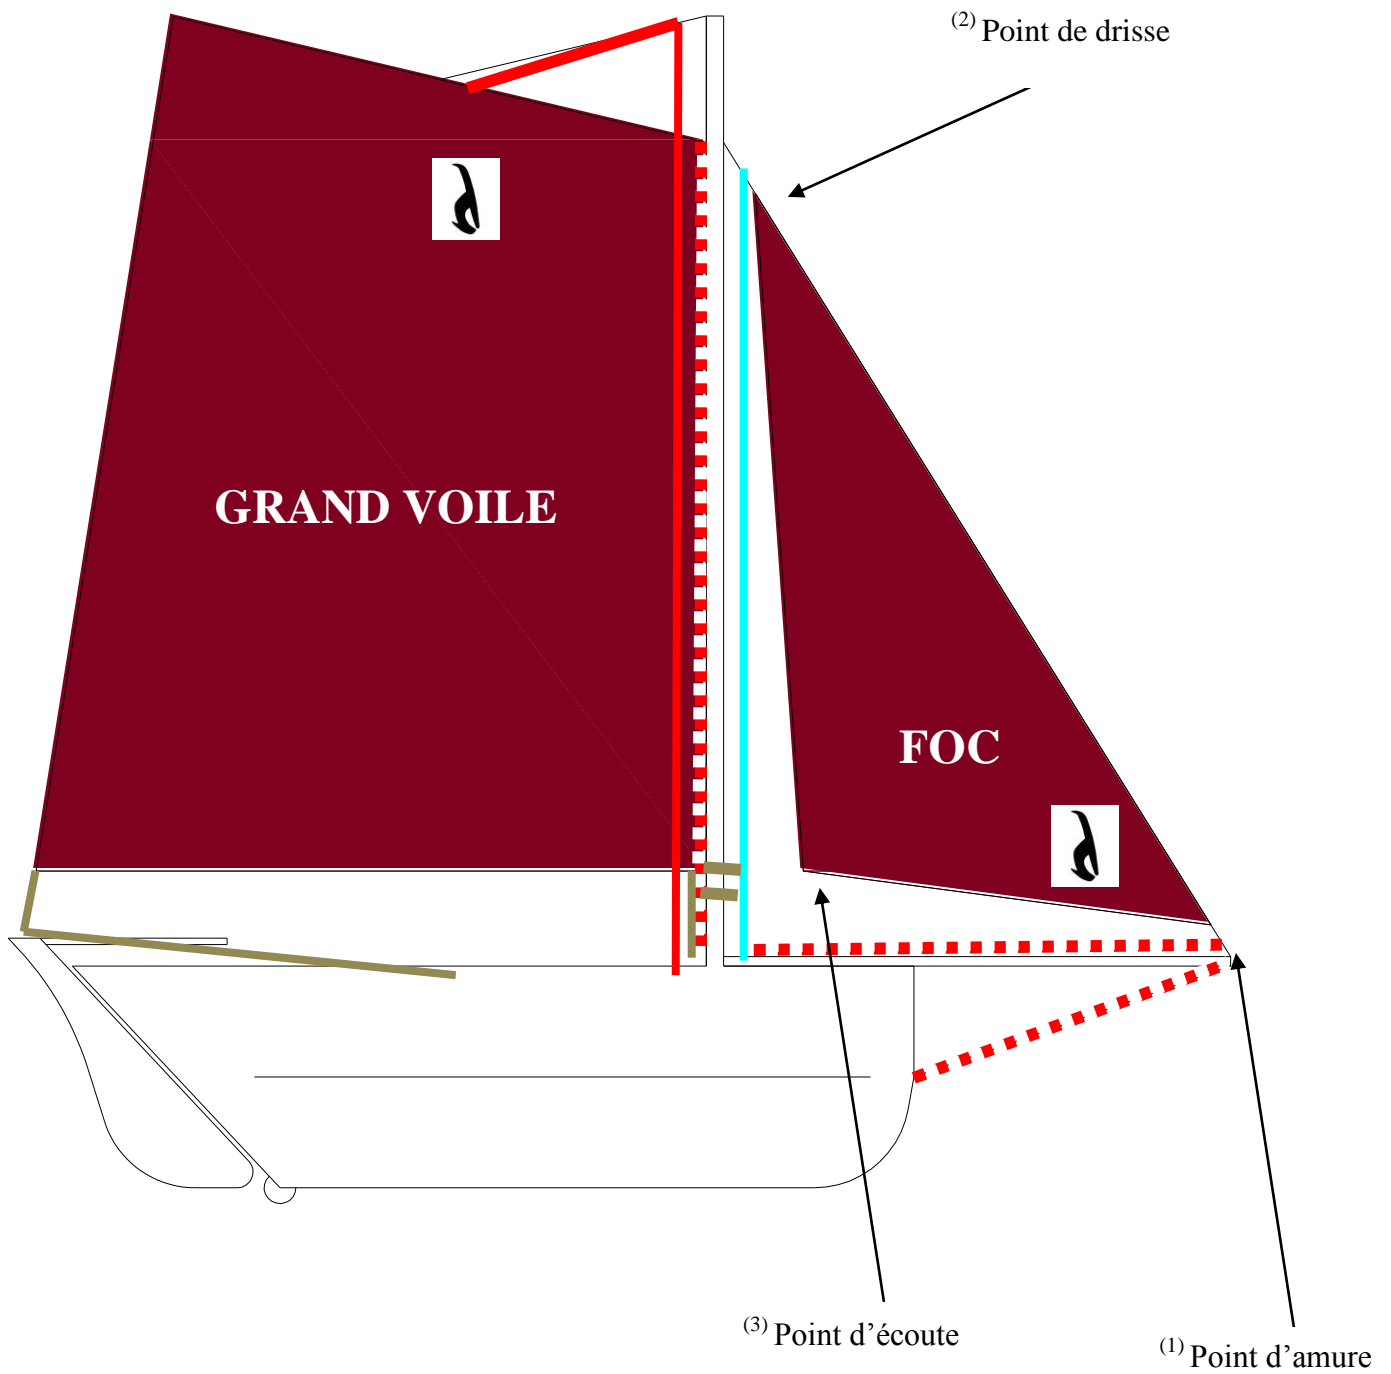 (2) Point de drisse
GRAND VOILE
FOC
(3) Point d’écoute
(1) Point d’amure